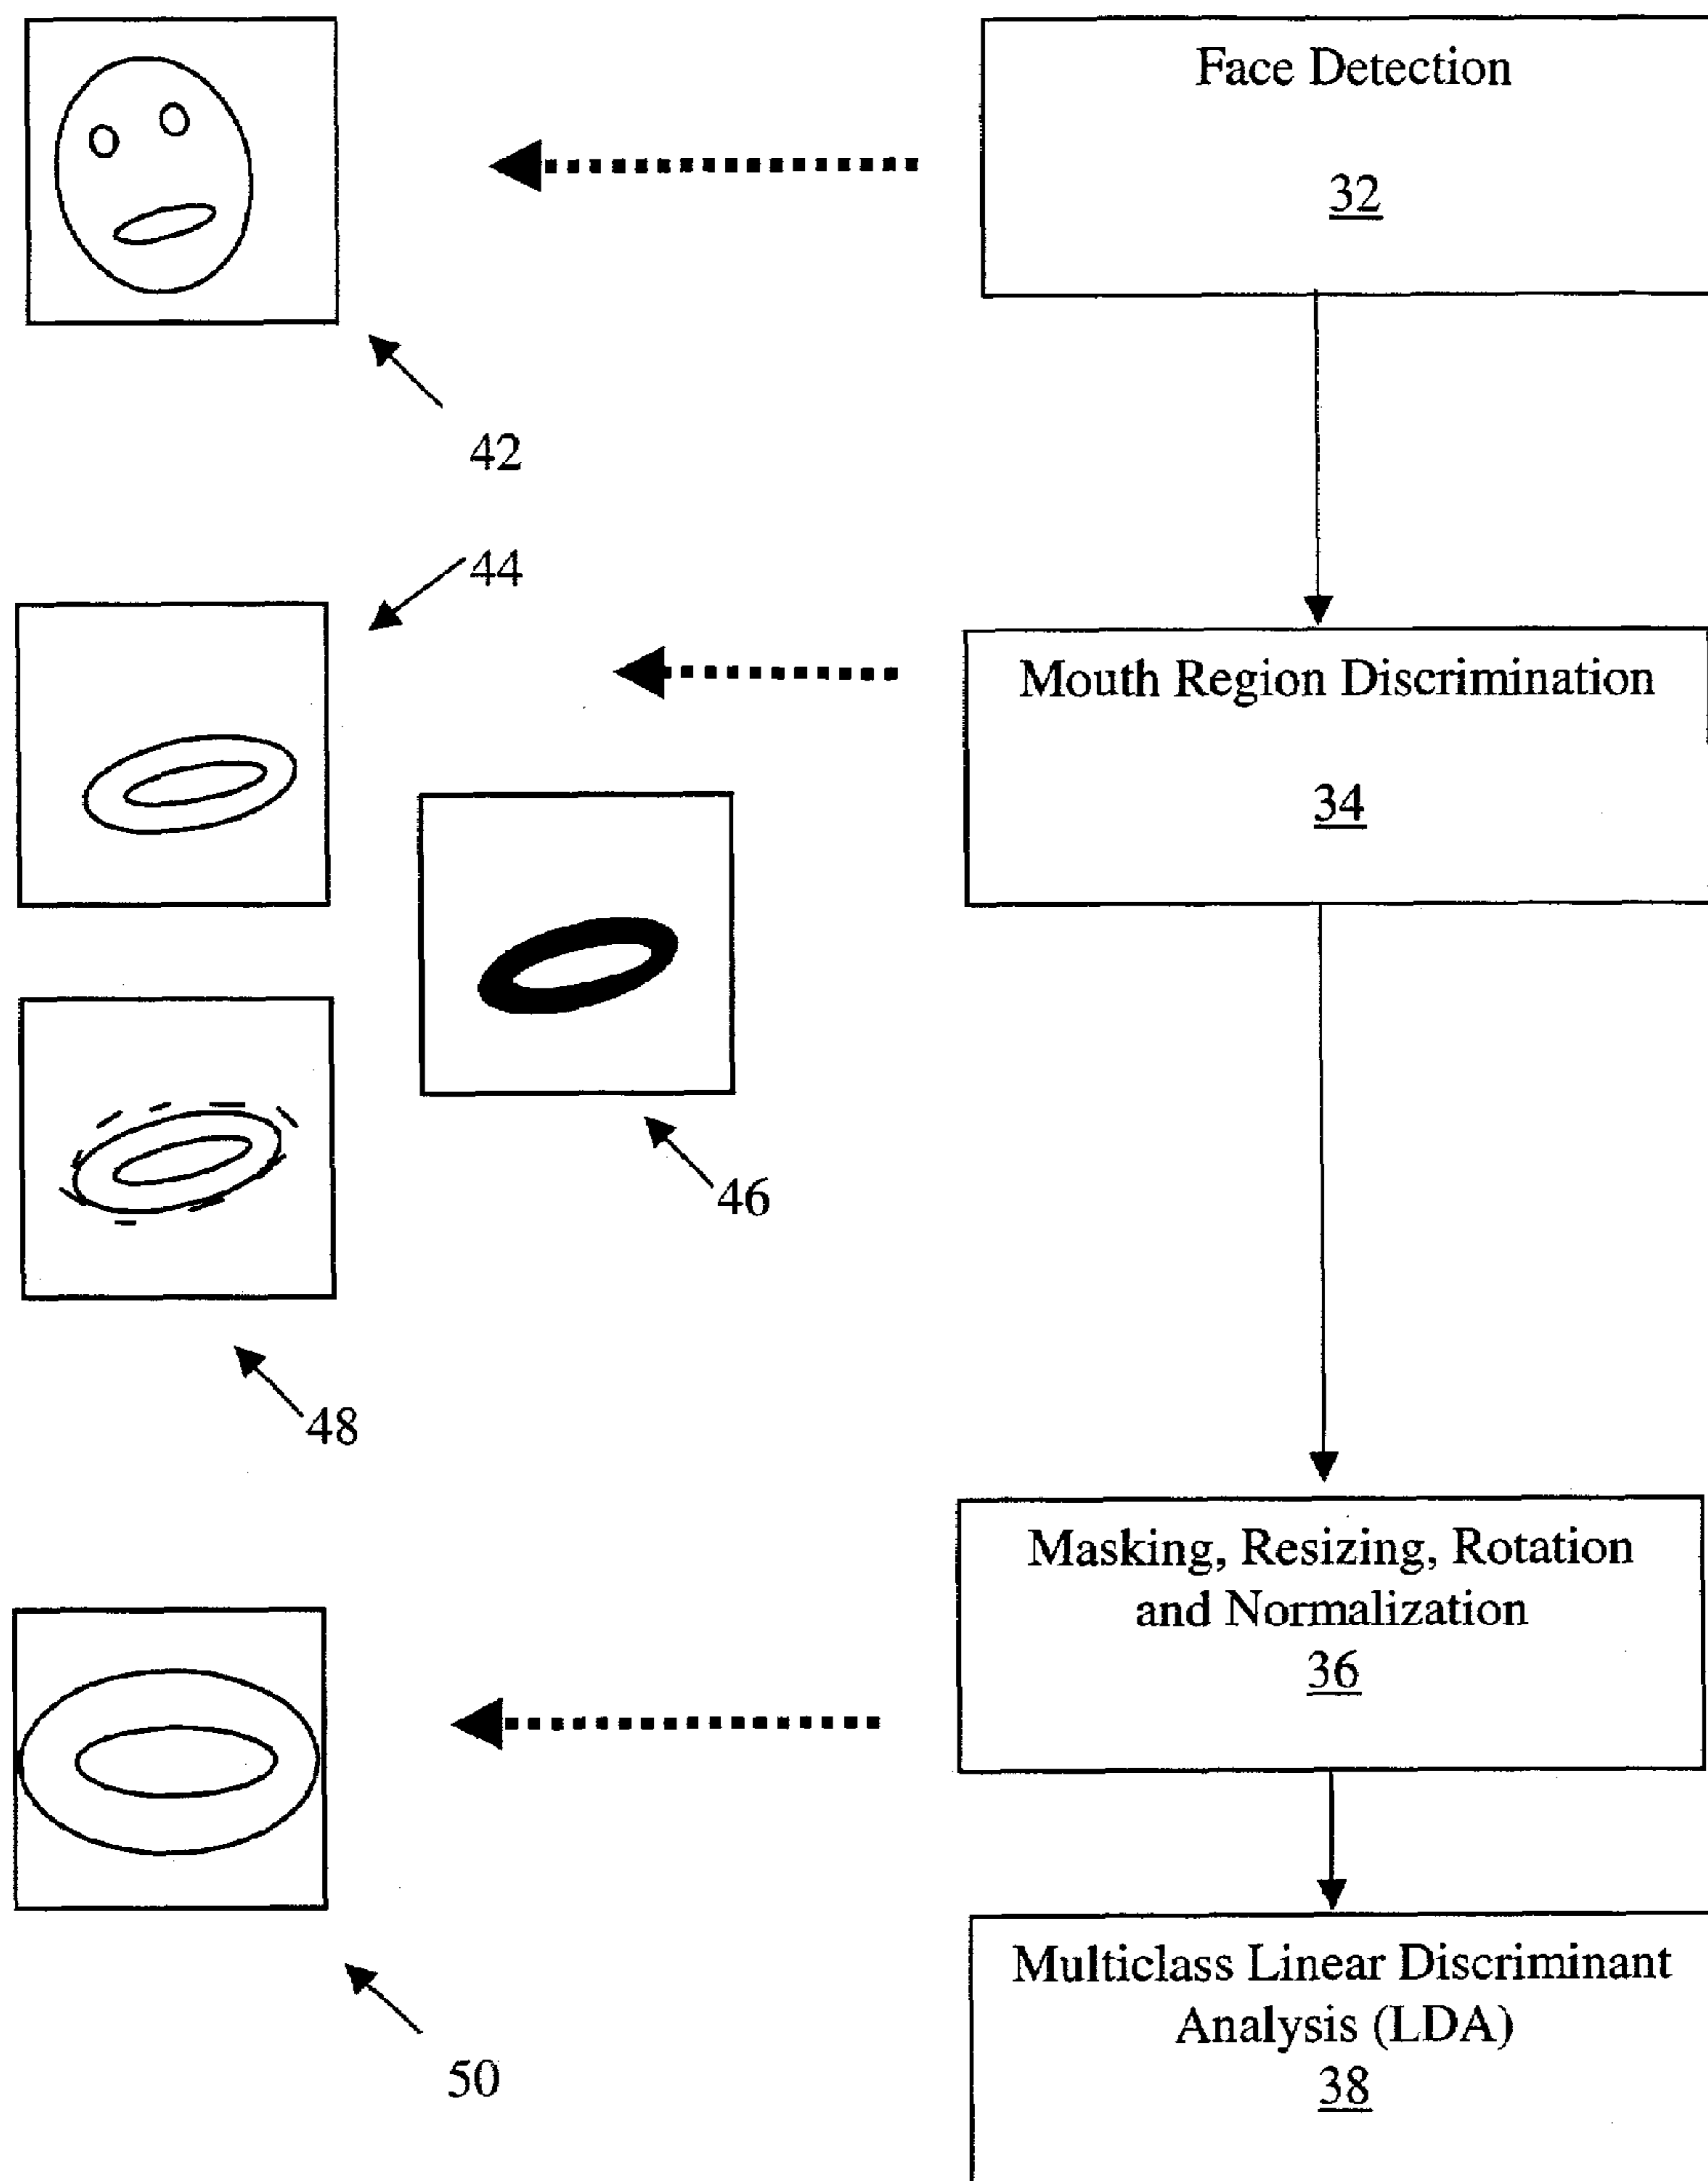 Face Detection
32
42
44
Mouth Region Discrimination
34
46
48
Masking, Resizing, Rotation
and Normalization
36
50
Multiclass Linear Discriminant
Analysis (LDA)
38